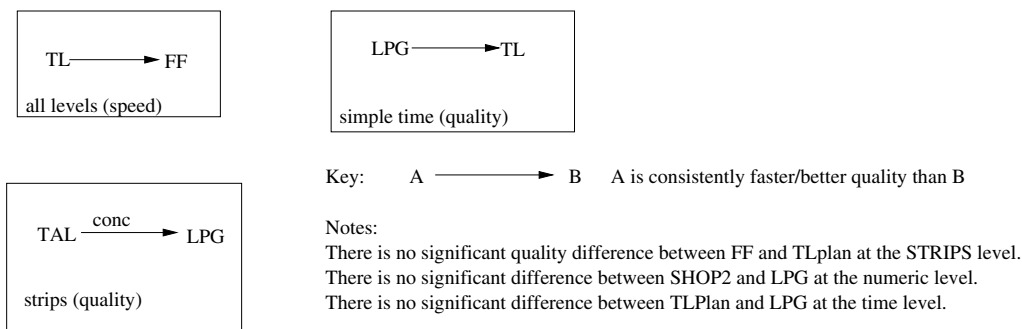 TL FF
all levels (speed)
LPG TL
simple time (quality)
TAL conc LPG
strips (quality)
Key: A B A is consistently faster/better quality than B
Notes:
There is no significant quality difference between FF and TLplan at the STRIPS level.
There is no significant difference between SHOP2 and LPG at the numeric level.
There is no significant difference between TLPlan and LPG at the time level.